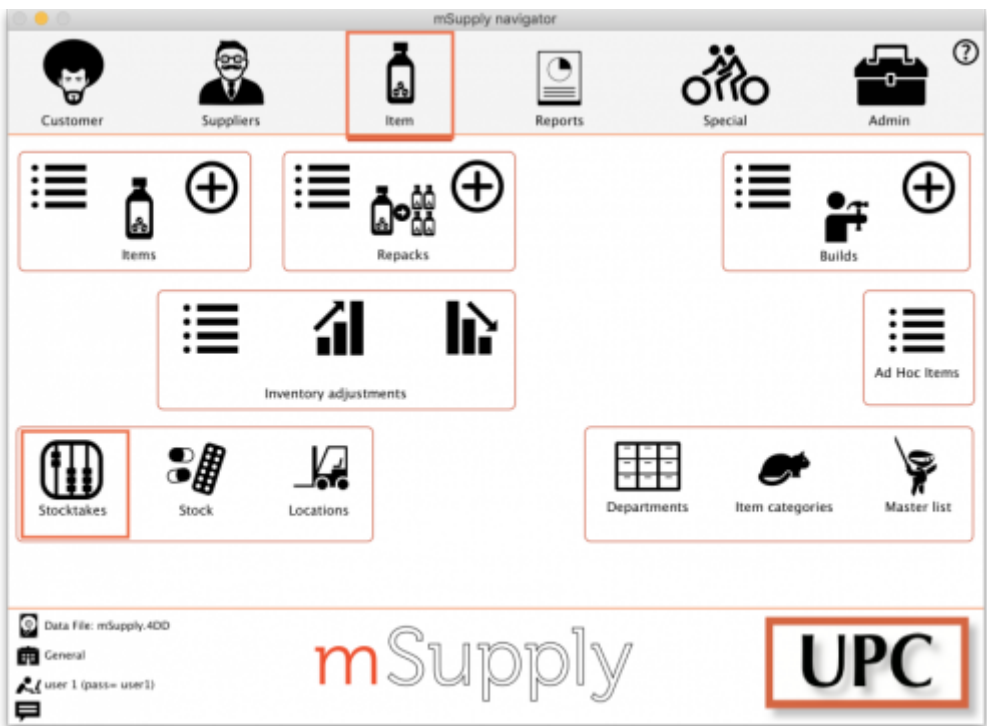 mSupply navigator
?
Customer
Suppliers
Item
Reports
Special
Admin
Items
Repacks
Builds
Inventory adjustments
Ad Hoc Items
Stocktakes
Stock
Locations
Departments
Item categories
Master list
Data File: mSupply.4DD
General
user 1 (pass= user1)
mSupply
UPC